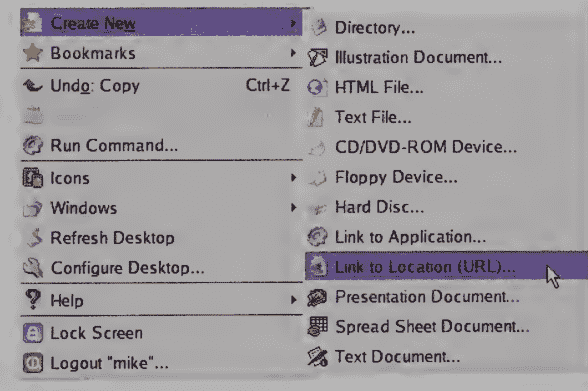 Create New
Bookmarks
Undo: Copy Ctrl+Z
Run Command...
Icons
Windows
Refresh Desktop
Configure Desktop...
Help
Lock Screen
Logout "mike"...
Directory...
Illustration Document...
HTML File...
Text File...
CD/DVD-ROM Device...
Floppy Device...
Hard Disc...
Link to Application...
Link to Location (URL)...
Presentation Document...
Spread Sheet Document...
Text Document...